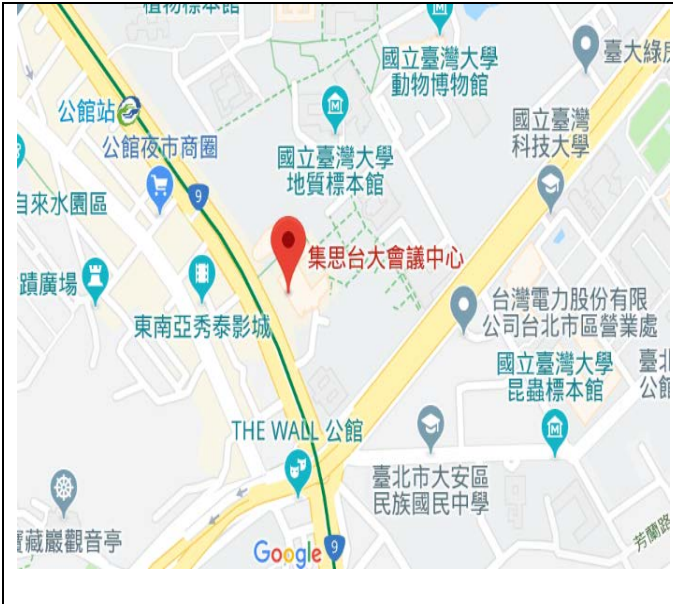 植物標本館
國立臺灣大學
動物博物館
臺大綠房
公館站
公館夜市商圈
國立臺灣大學
地質標本館
國立臺灣
科技大學
自來水園區
9
集思台大會議中心
蹟廣場
東南亞秀泰影城
台灣電力股份有限
公司台北市區營業處
國立臺灣大學
昆蟲標本館
臺北
公館
THE WALL 公館
臺北市大安區
民族國民中學
寶藏巖觀音亭
Google
9
芳蘭路